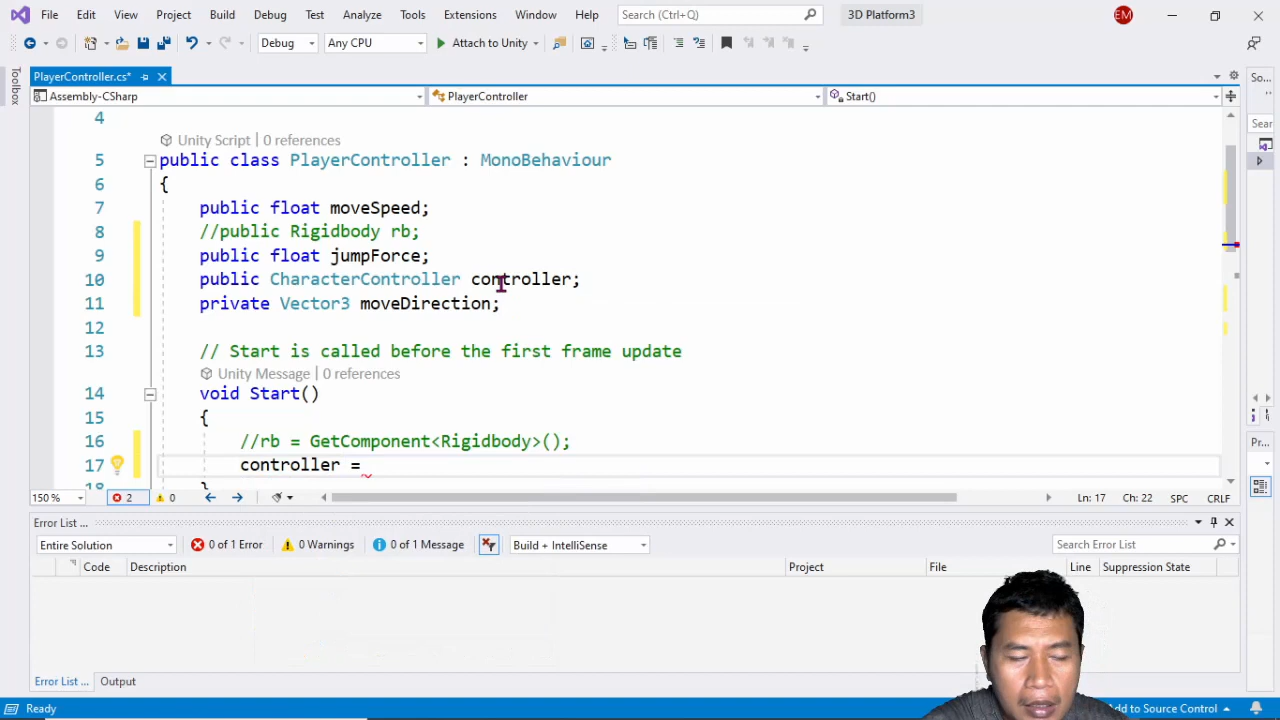 File Edit View Project Build Debug Test Analyze Tools Extensions Window Help Search (Ctrl+Q) 3D Platform3 EM
Debug Any CPU Attach to Unity
PlayerController.cs*
Toolbox
Assembly-CSharp PlayerController Start()
So...
Sear
4
Unity Script | 0 references
5 public class PlayerController : MonoBehaviour
6 {
7 public float moveSpeed;
8 //public Rigidbody rb;
9 public float jumpForce;
10 public CharacterController controller;
11 private Vector3 moveDirection;
12
13 // Start is called before the first frame update
Unity Message | 0 references
14 void Start()
15 {
16 //rb = GetComponent<Rigidbody>();
17 controller =
18 }
Pr...
150 % 2 0 Ln: 17 Ch: 22 SPC CRLF
Error List ...
Entire Solution 0 of 1 Error 0 Warnings 0 of 1 Message Build + IntelliSense Search Error List
Code Description Project File Line Suppression State
Error List ... Output
Ready Add to Source Control